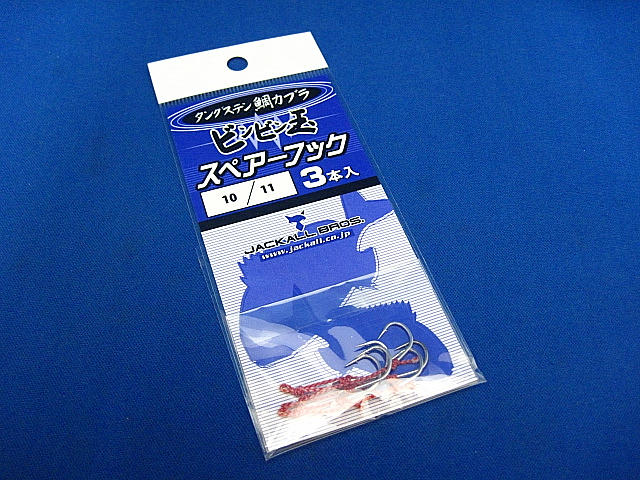 タングステン鯛カブラ
ビンビン玉
スペアーフック
10/11 3本入
JACKALL BROS.
www.jackall.co.jp